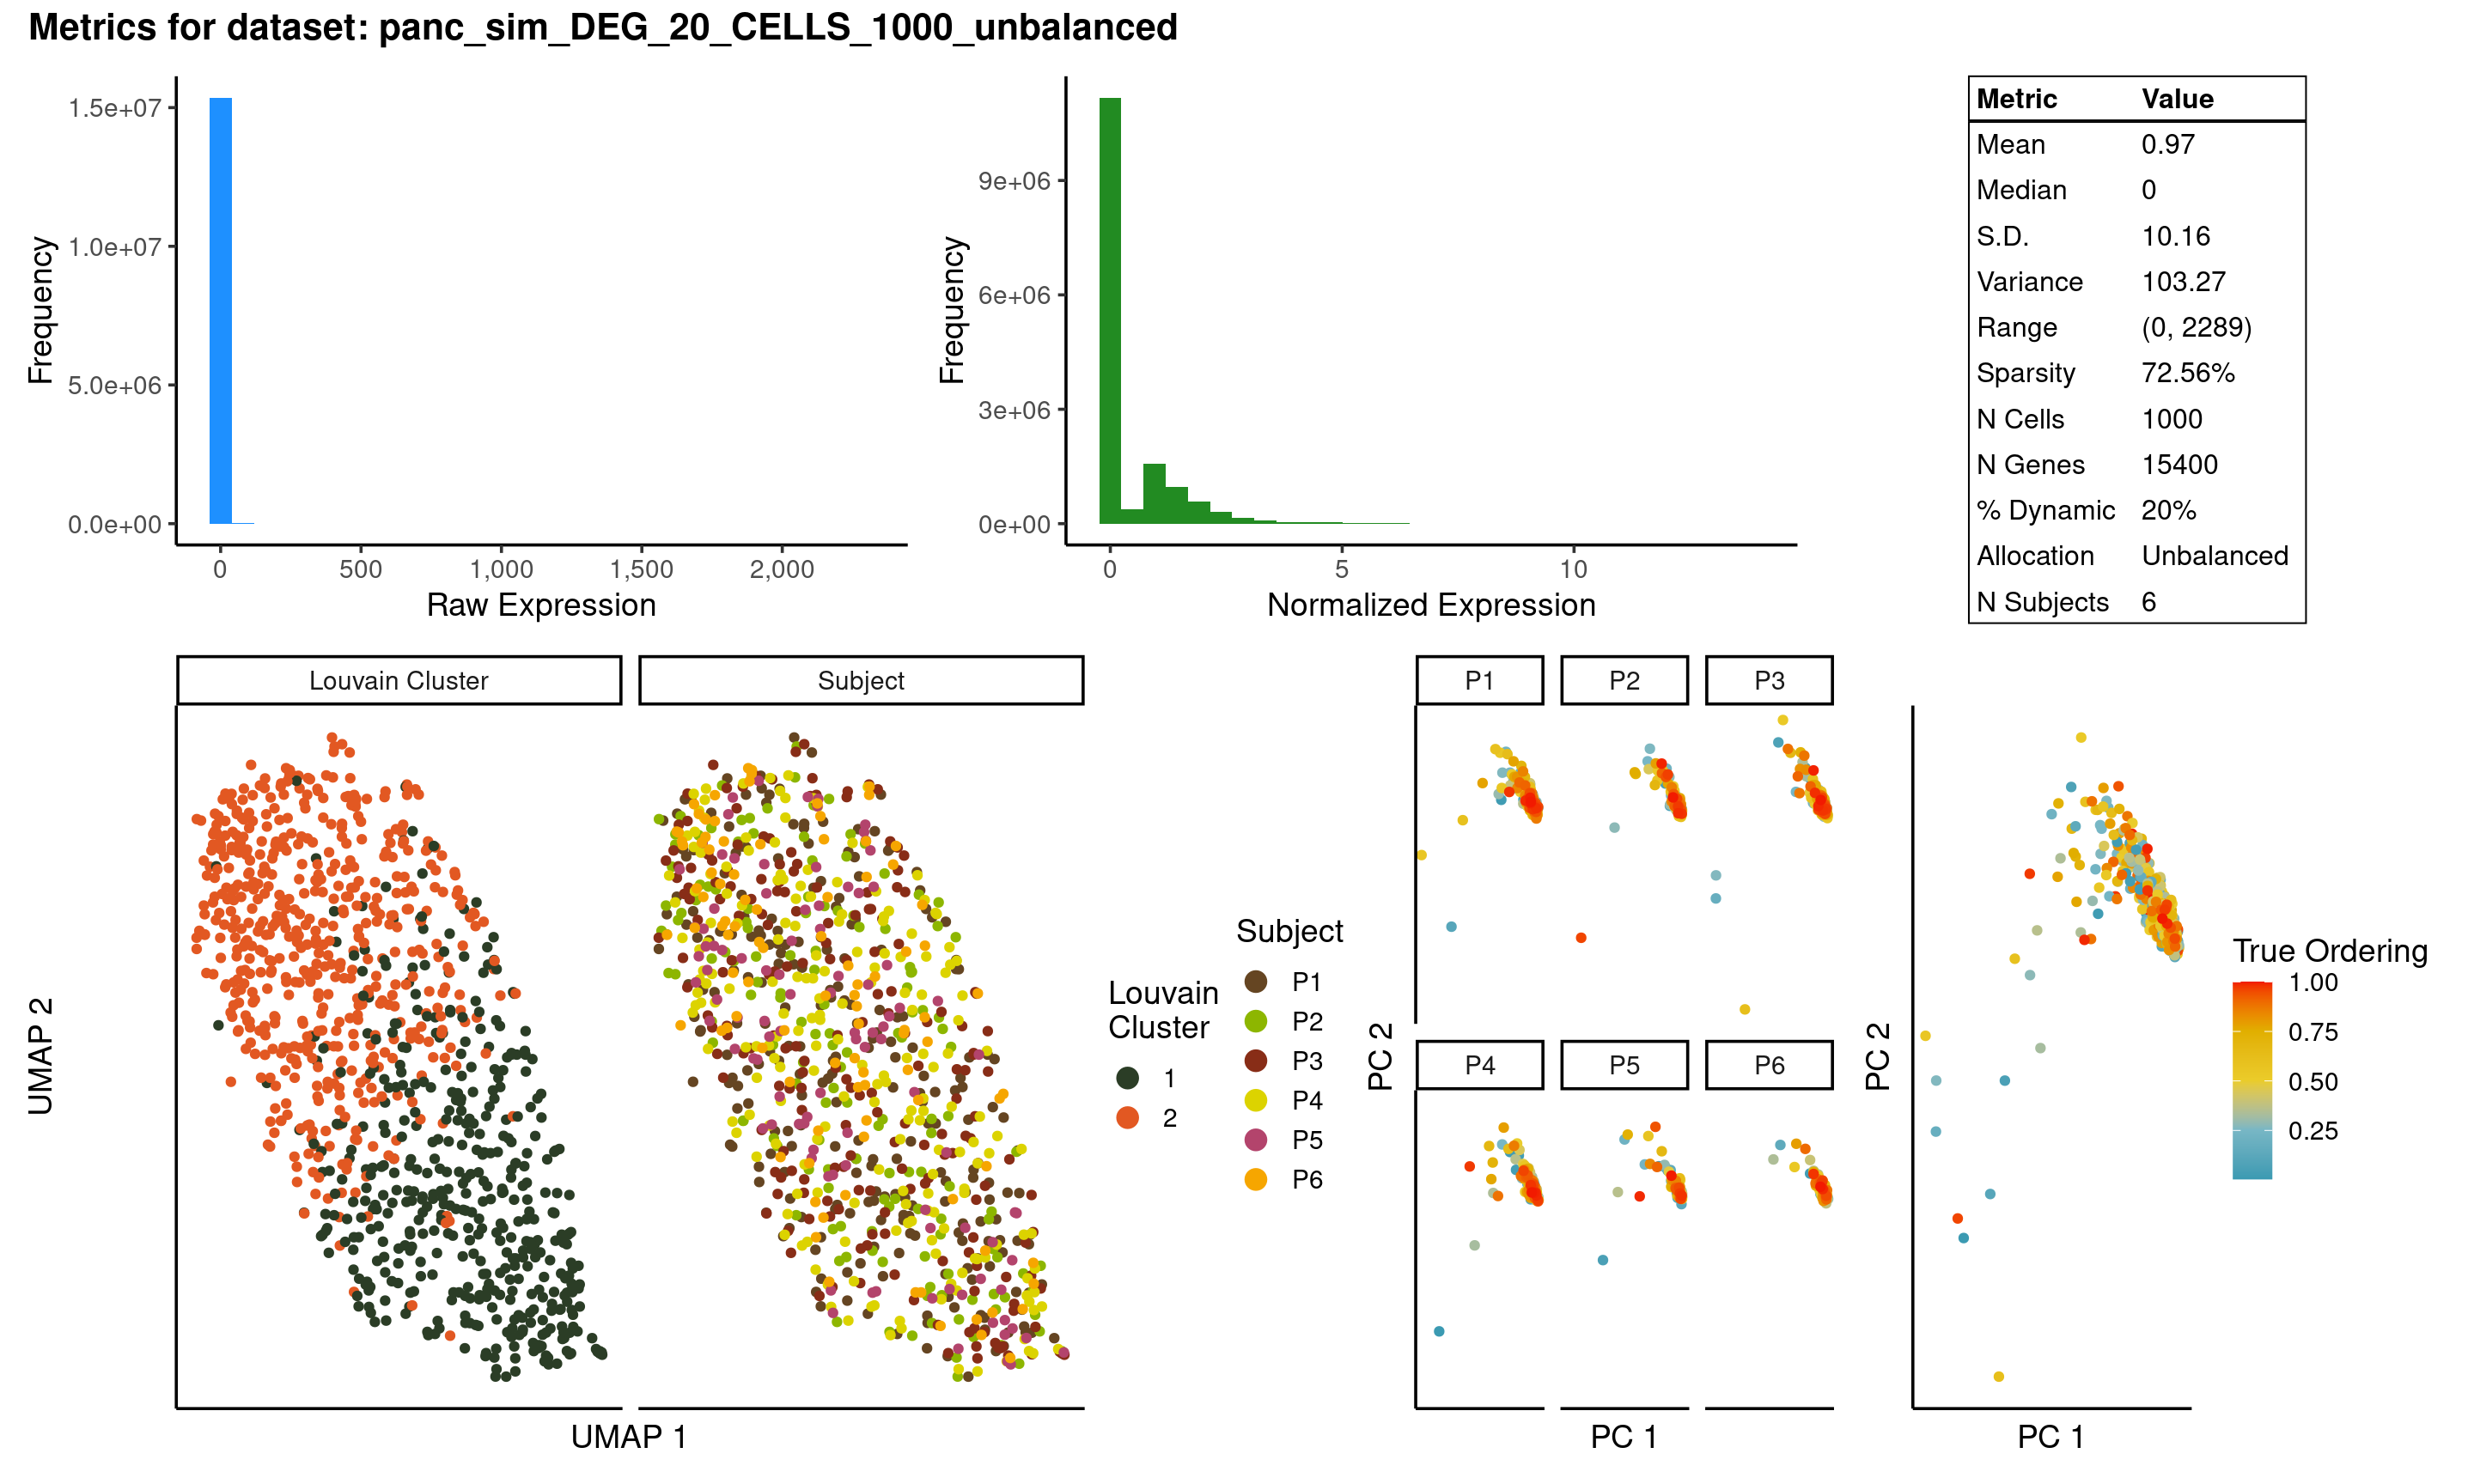 Metrics for dataset: panc_sim_DEG_20_CELLS_1000_unbalanced
Frequency
1.5e+07
1.0e+07
5.0e+06
0.0e+00
0 500 1,000 1,500 2,000
Raw Expression
Frequency
9e+06
6e+06
3e+06
0e+00
0 5 10
Normalized Expression
Metric Value
Mean 0.97
Median 0
S.D. 10.16
Variance 103.27
Range (0, 2289)
Sparsity 72.56%
N Cells 1000
N Genes 15400
% Dynamic 20%
Allocation Unbalanced
N Subjects 6
Louvain Cluster Subject
UMAP 2
UMAP 1
Louvain
Cluster
1
2
Subject
P1
P2
P3
P4
P5
P6
P1 P2 P3
PC 2
P4 P5 P6
PC 1
PC 2
PC 1
True Ordering
1.00
0.75
0.50
0.25